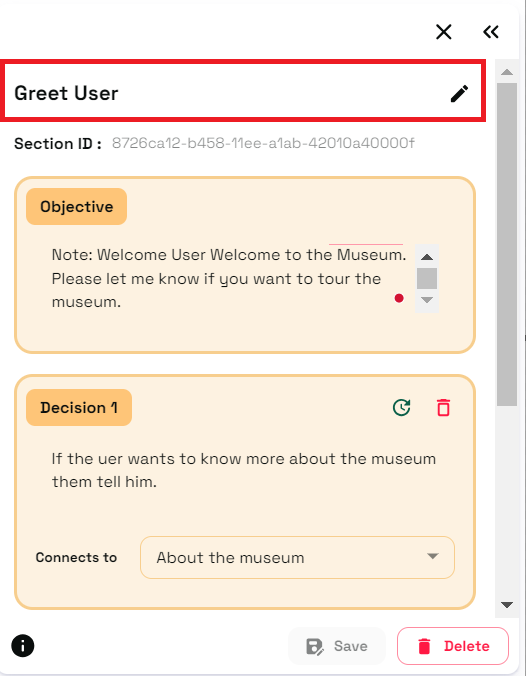 Greet User
Section ID : 8726ca12-b458-11ee-a1ab-42010a40000f
Objective
Note: Welcome User Welcome to the Museum.
Please let me know if you want to tour the
museum.
Decision 1
If the uer wants to know more about the museum
them tell him.
Connects to About the museum
Save Delete